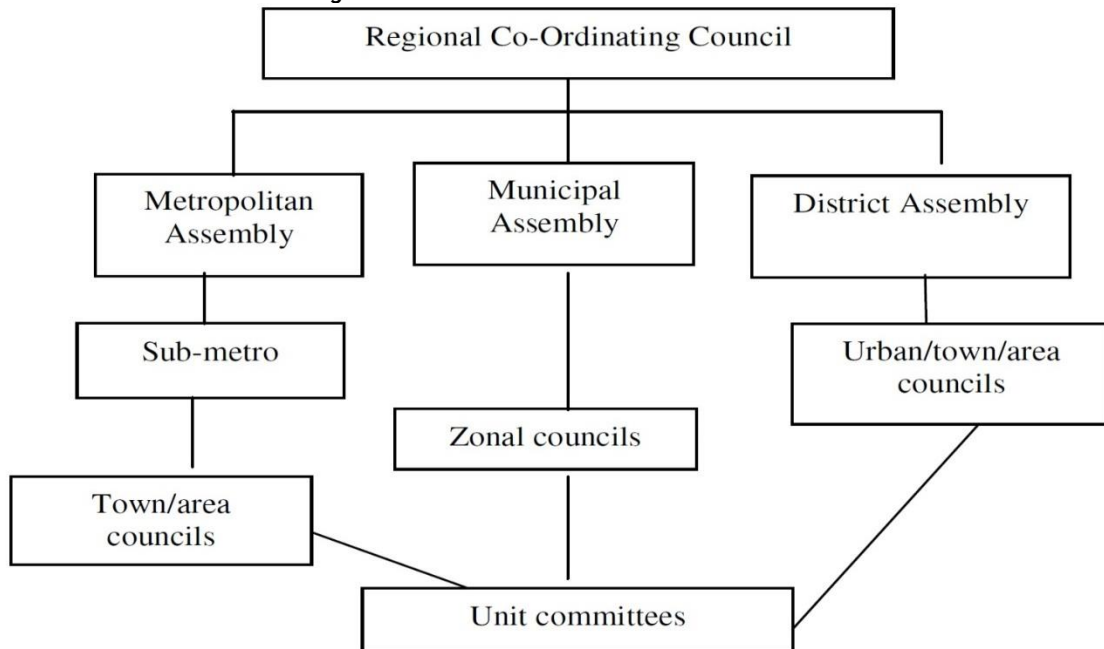 Regional Co-Ordinating Council
Metropolitan
Assembly
Municipal
Assembly
District Assembly
Sub-metro
Urban/town/area
councils
Zonal councils
Town/area
councils
Unit committees